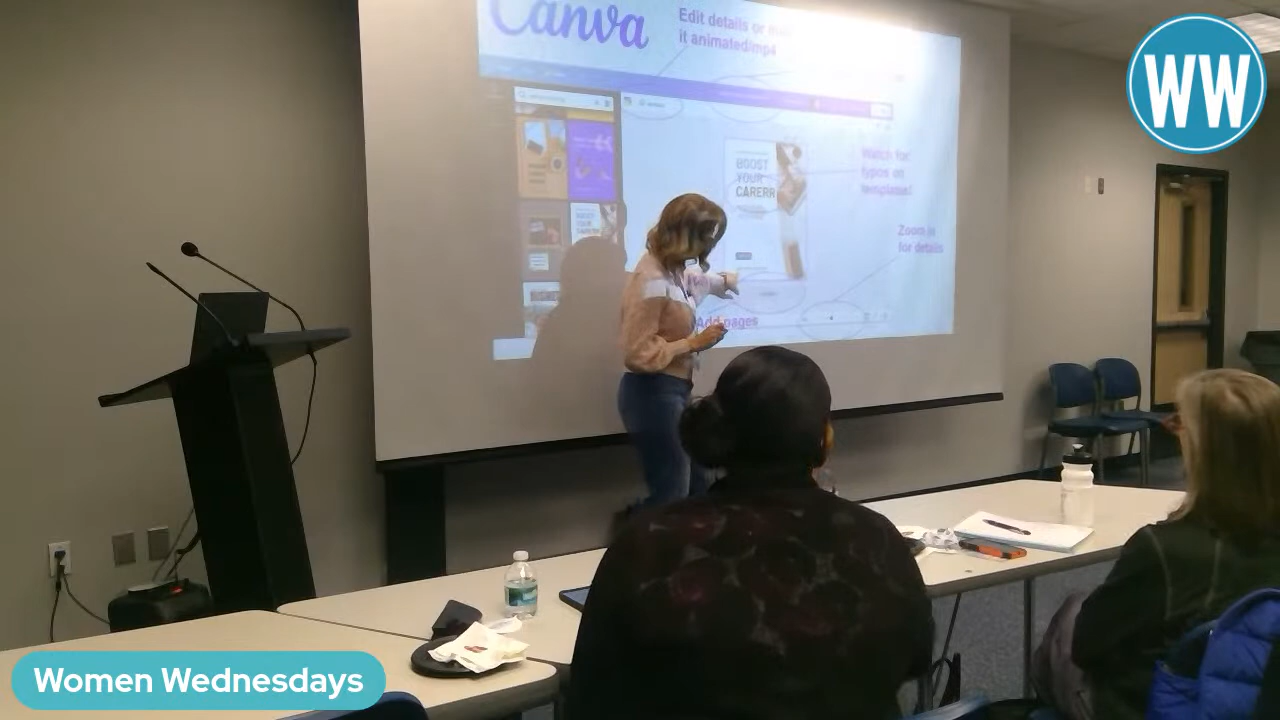 Canva
Edit details or
it animated/mp4
WW
BOOST
YOUR
CARERR
Watch for
typos on
templates!
Zoom in
for details
Add pages
Women Wednesdays